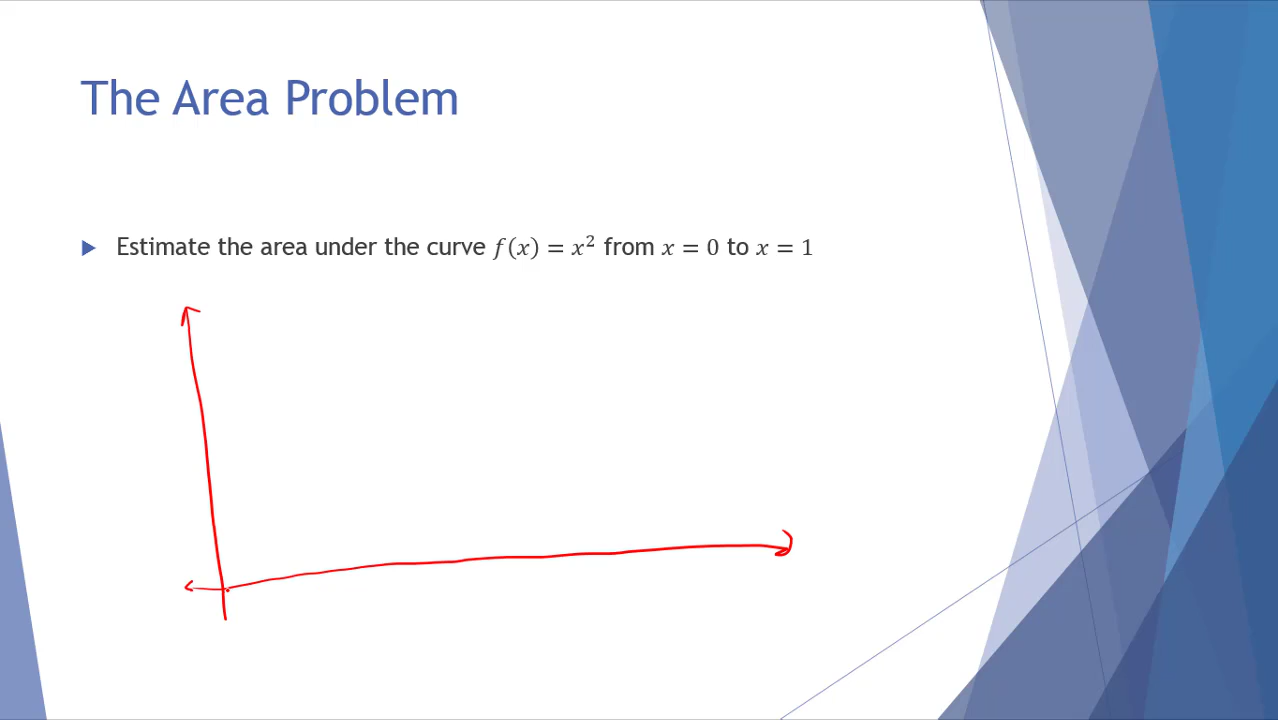 The Area Problem
Estimate the area under the curve 𝑓(𝑥) = 𝑥² from 𝑥 = 0 to 𝑥 = 1